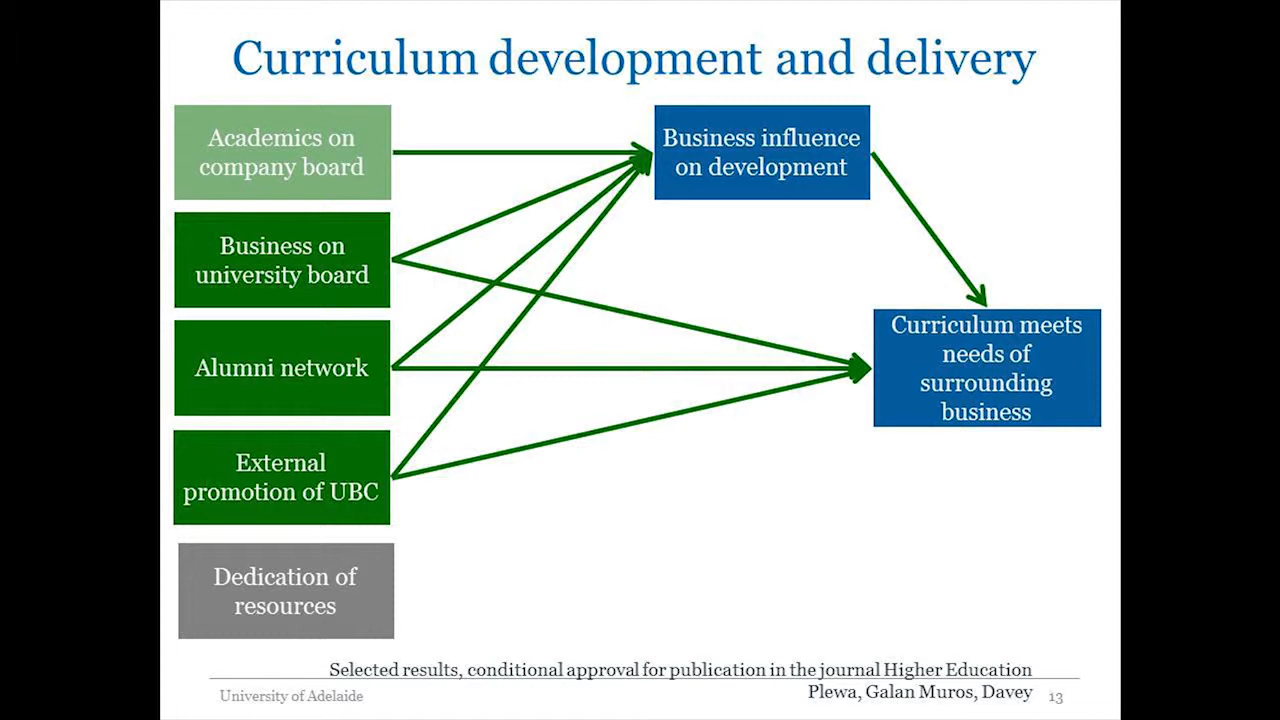 Curriculum development and delivery
Academics on
company board
Business influence
on development
Business on
university board
Alumni network
Curriculum meets
needs of
surrounding
business
External
promotion of UBC
Dedication of
resources
Selected results, conditional approval for publication in the journal Higher Education
University of Adelaide
Plewa, Galan Muros, Davey
13